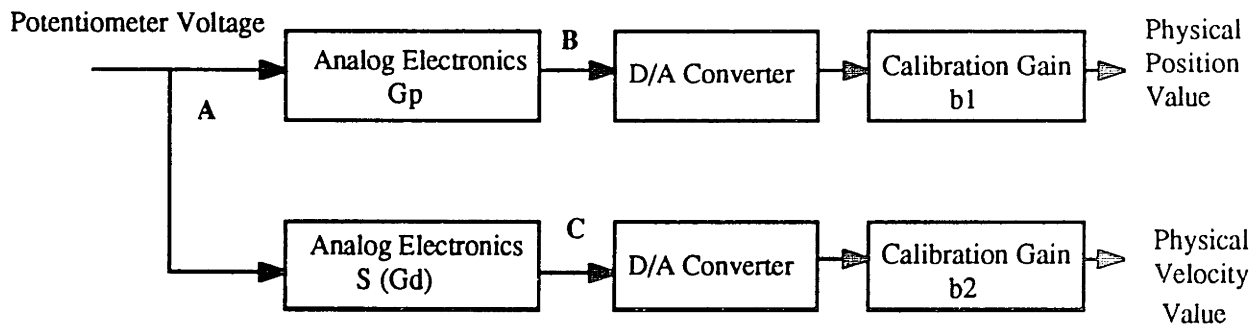 Potentiometer Voltage
A
Analog Electronics
Gp
B
D/A Converter
Calibration Gain
b1
Physical
Position
Value
Analog Electronics
S (Gd)
C
D/A Converter
Calibration Gain
b2
Physical
Velocity
Value